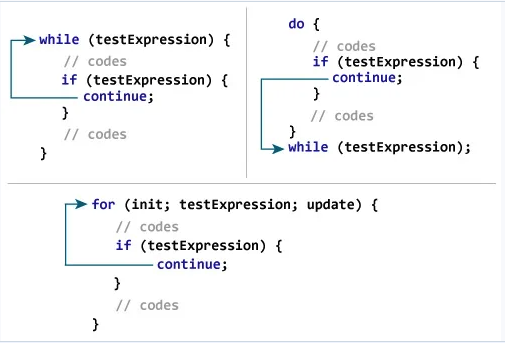 while (testExpression) {
// codes
if (testExpression) {
continue;
}
// codes
}
do {
// codes
if (testExpression) {
continue;
}
// codes
}
while (testExpression);
for (init; testExpression; update) {
// codes
if (testExpression) {
continue;
}
// codes
}